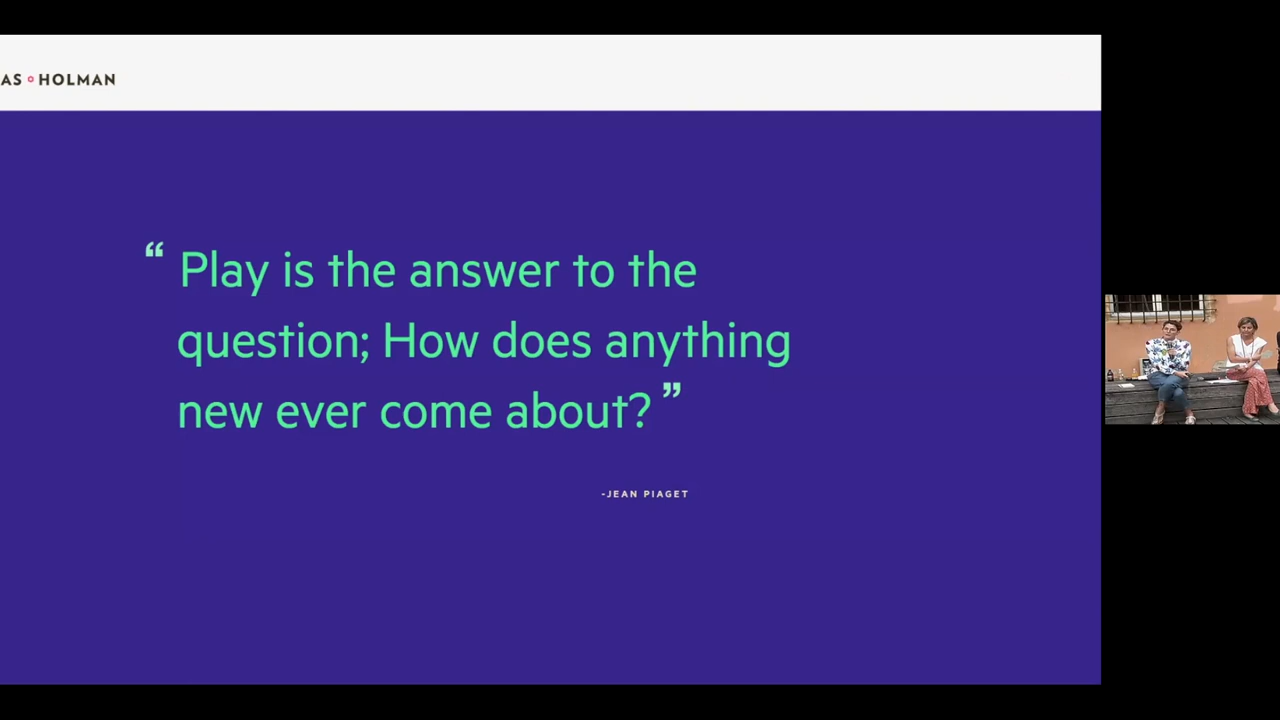 AS HOLMAN
“ Play is the answer to the
question; How does anything
new ever come about? ”
-JEAN PIAGET